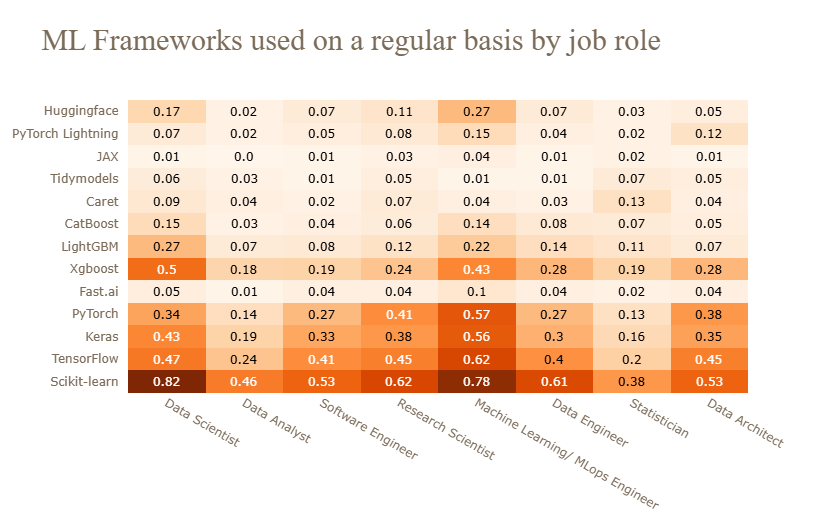 ML Frameworks used on a regular basis by job role
Huggingface 0.17 0.02 0.07 0.11 0.27 0.07 0.03 0.05
PyTorch Lightning 0.07 0.02 0.05 0.08 0.15 0.04 0.02 0.12
JAX 0.01 0.0 0.01 0.03 0.04 0.01 0.02 0.01
Tidymodels 0.06 0.03 0.01 0.05 0.01 0.01 0.07 0.05
Caret 0.09 0.04 0.02 0.07 0.04 0.03 0.13 0.04
CatBoost 0.15 0.03 0.04 0.06 0.14 0.08 0.07 0.05
LightGBM 0.27 0.07 0.08 0.12 0.22 0.14 0.11 0.07
Xgboost 0.5 0.18 0.19 0.24 0.43 0.28 0.19 0.28
Fast.ai 0.05 0.01 0.04 0.04 0.1 0.04 0.02 0.04
PyTorch 0.34 0.14 0.27 0.41 0.57 0.27 0.13 0.38
Keras 0.43 0.19 0.33 0.38 0.56 0.3 0.16 0.35
TensorFlow 0.47 0.24 0.41 0.45 0.62 0.4 0.2 0.45
Scikit-learn 0.82 0.46 0.53 0.62 0.78 0.61 0.38 0.53
Data Scientist
Data Analyst
Software Engineer
Research Scientist
Machine Learning/ MLops Engineer
Data Engineer
Statistician
Data Architect